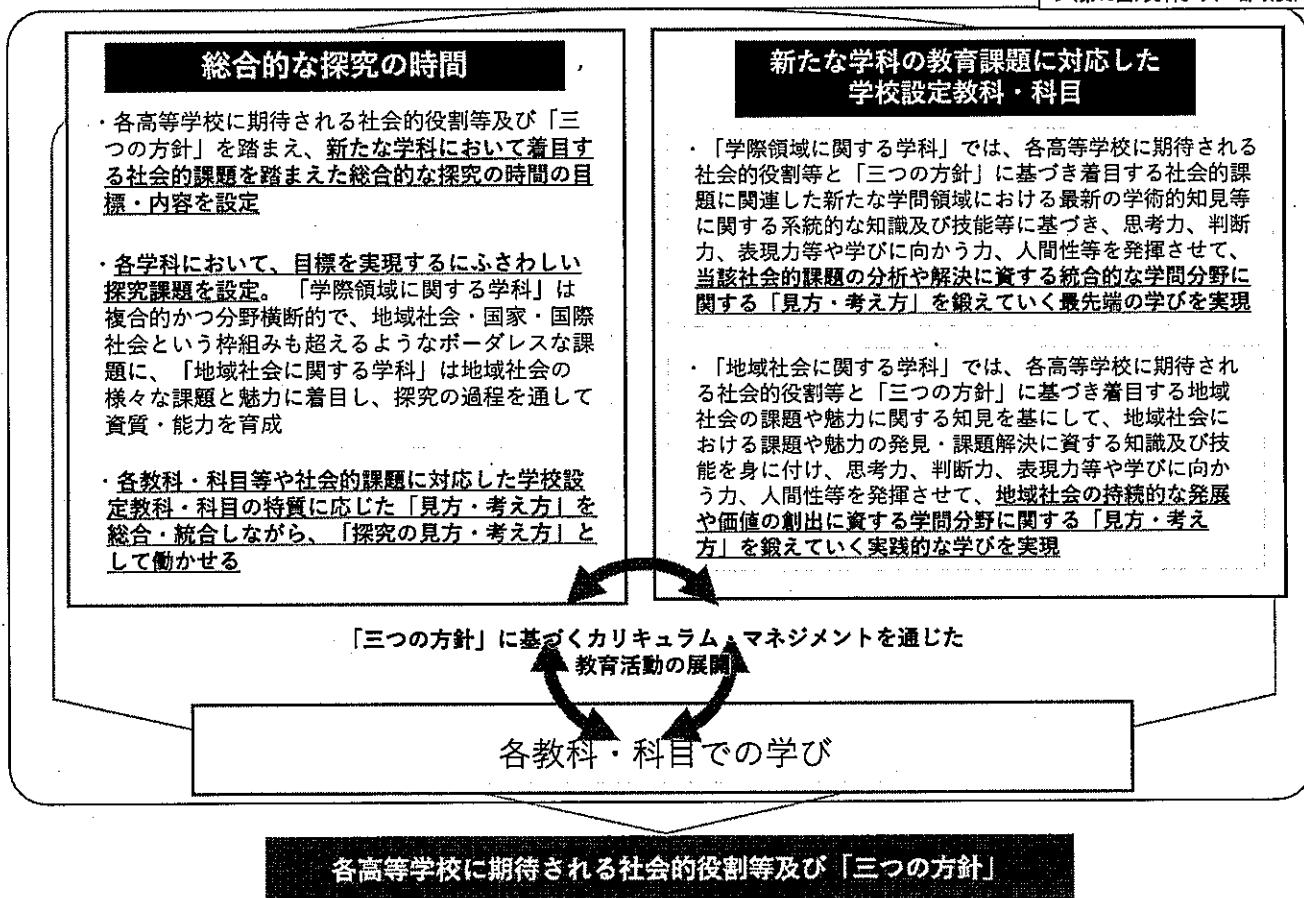 総合的な探究の時間
・各高等学校に期待される社会的役割等及び「三
つの方針」を踏まえ、新たな学科において着目す
る社会的課題を踏まえた総合的な探究の時間の目
標・内容を設定
・各学科において、目標を実現するにふさわしい
探究課題を設定。「学際領域に関する学科」は
複合的かつ分野横断的で、地域社会・国家・国際
社会という枠組みも超えるようなボーダレスな課
題に、「地域社会に関する学科」は地域社会の
様々な課題と魅力に着目し、探究の過程を通して
資質・能力を育成
・各教科・科目等や社会的課題に対応した学校設
定教科・科目の特質に応じた「見方・考え方」を
総合・統合しながら、「探究の見方・考え方」と
して働かせる
新たな学科の教育課題に対応した
学校設定教科・科目
・「学際領域に関する学科」では、各高等学校に期待される
社会的役割等と「三つの方針」に基づき着目する社会的課
題に関連した新たな学問領域における最新の学術的知見等
に関する系統的な知識及び技能等に基づき、思考力、判断
力、表現力等や学びに向かう力、人間性等を発揮させて、
当該社会的課題の分析や解決に資する統合的な学問分野に
関する「見方・考え方」を鍛えていく最先端の学びを実現
・「地域社会に関する学科」では、各高等学校に期待され
る社会的役割等と「三つの方針」に基づき着目する地域
社会の課題や魅力に関する知見を基にして、地域社会に
おける課題や魅力の発見・課題解決に資する知識及び技
能を身に付け、思考力、判断力、表現力等や学びに向か
う力、人間性等を発揮させて、地域社会の持続的な発展
や価値の創出に資する学問分野に関する「見方・考え
方」を鍛えていく実践的な学びを実現
「三つの方針」に基づくカリキュラム・マネジメントを通じた
教育活動の展開
各教科・科目での学び
各高等学校に期待される社会的役割等及び「三つの方針」